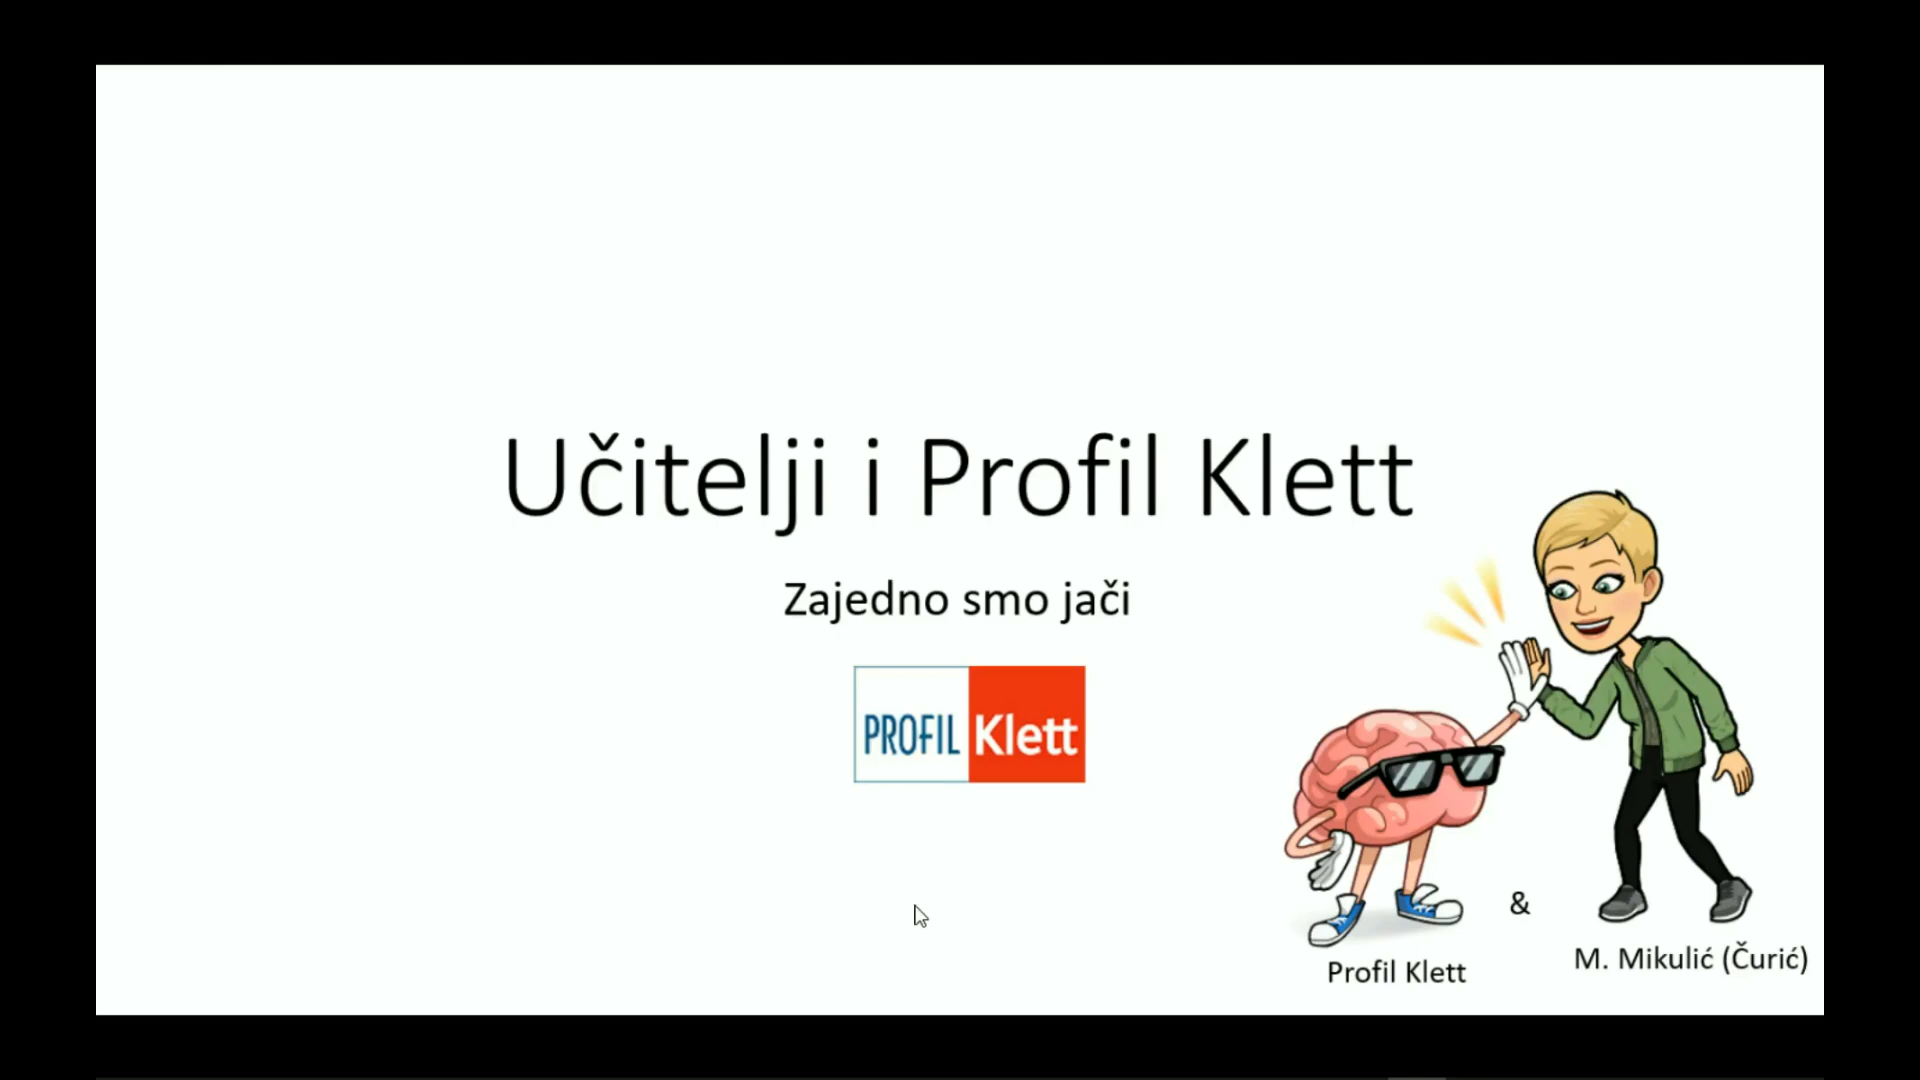 Učitelji i Profil Klett
Zajedno smo jači
PROFIL Klett
&
Profil Klett
M. Mikulić (Čurić)